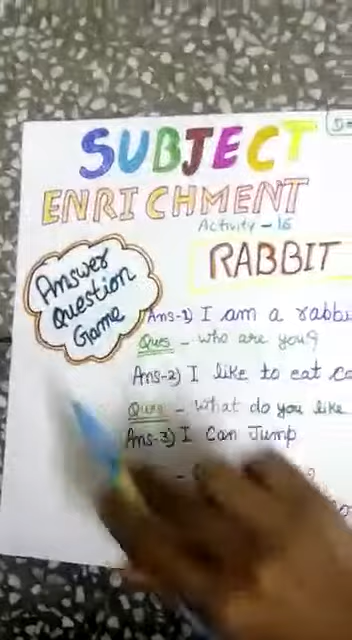 SUBJECT
ENRICHMENT
Activity - 16
RABBIT
Answer
Question
Game
Ans-1) I am a rabbi
Ques - who are you?
Ans-2) I like to eat
Ques - What do you like
Ans-3) I Can Jump